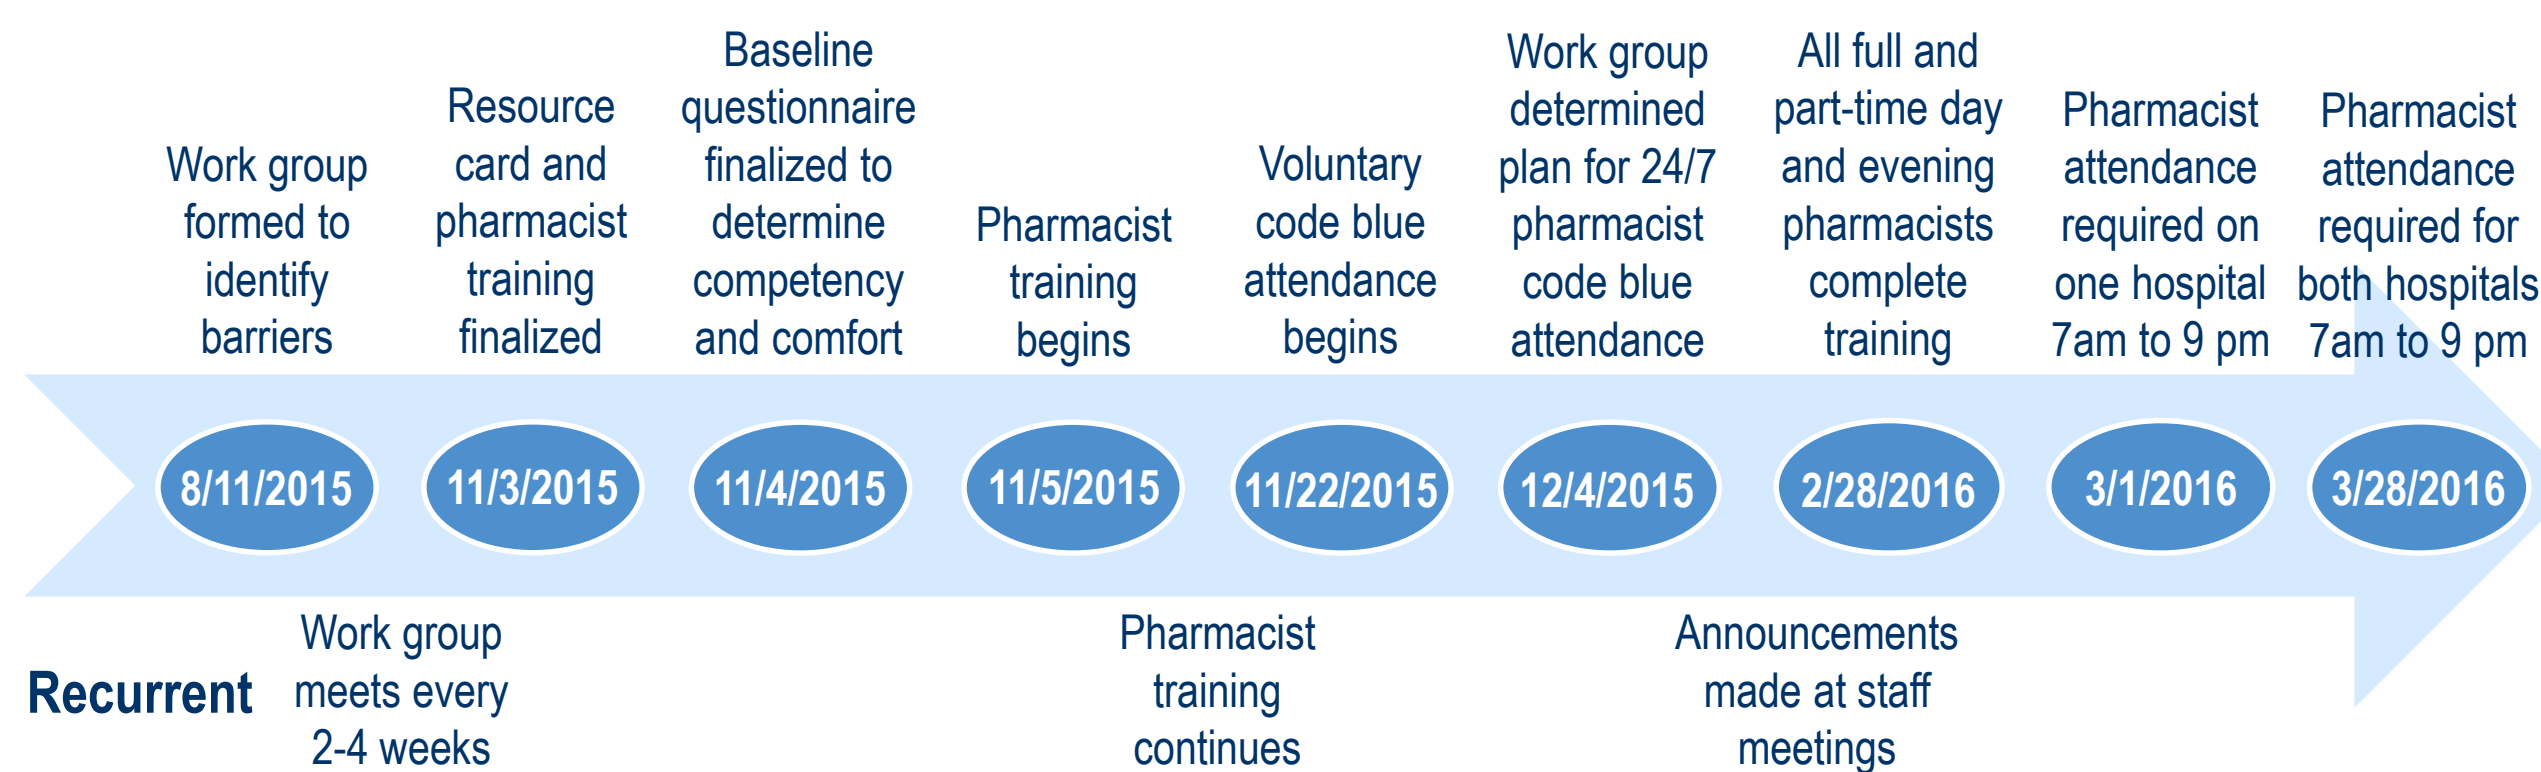 Work group
formed to
identify
barriers
Resource
card and
pharmacist
training
finalized
Baseline
questionnaire
finalized to
determine
competency
and comfort
Pharmacist
training
begins
Voluntary
code blue
attendance
begins
Work group
determined
plan for 24/7
pharmacist
code blue
attendance
All full and
part-time day
and evening
pharmacists
complete
training
Pharmacist
attendance
required on
one hospital
7am to 9 pm
Pharmacist
attendance
required for
both hospitals
7am to 9 pm
8/11/2015
11/3/2015
11/4/2015
11/5/2015
11/22/2015
12/4/2015
2/28/2016
3/1/2016
3/28/2016
Recurrent
Work group
meets every
2-4 weeks
Pharmacist
training
continues
Announcements
made at staff
meetings